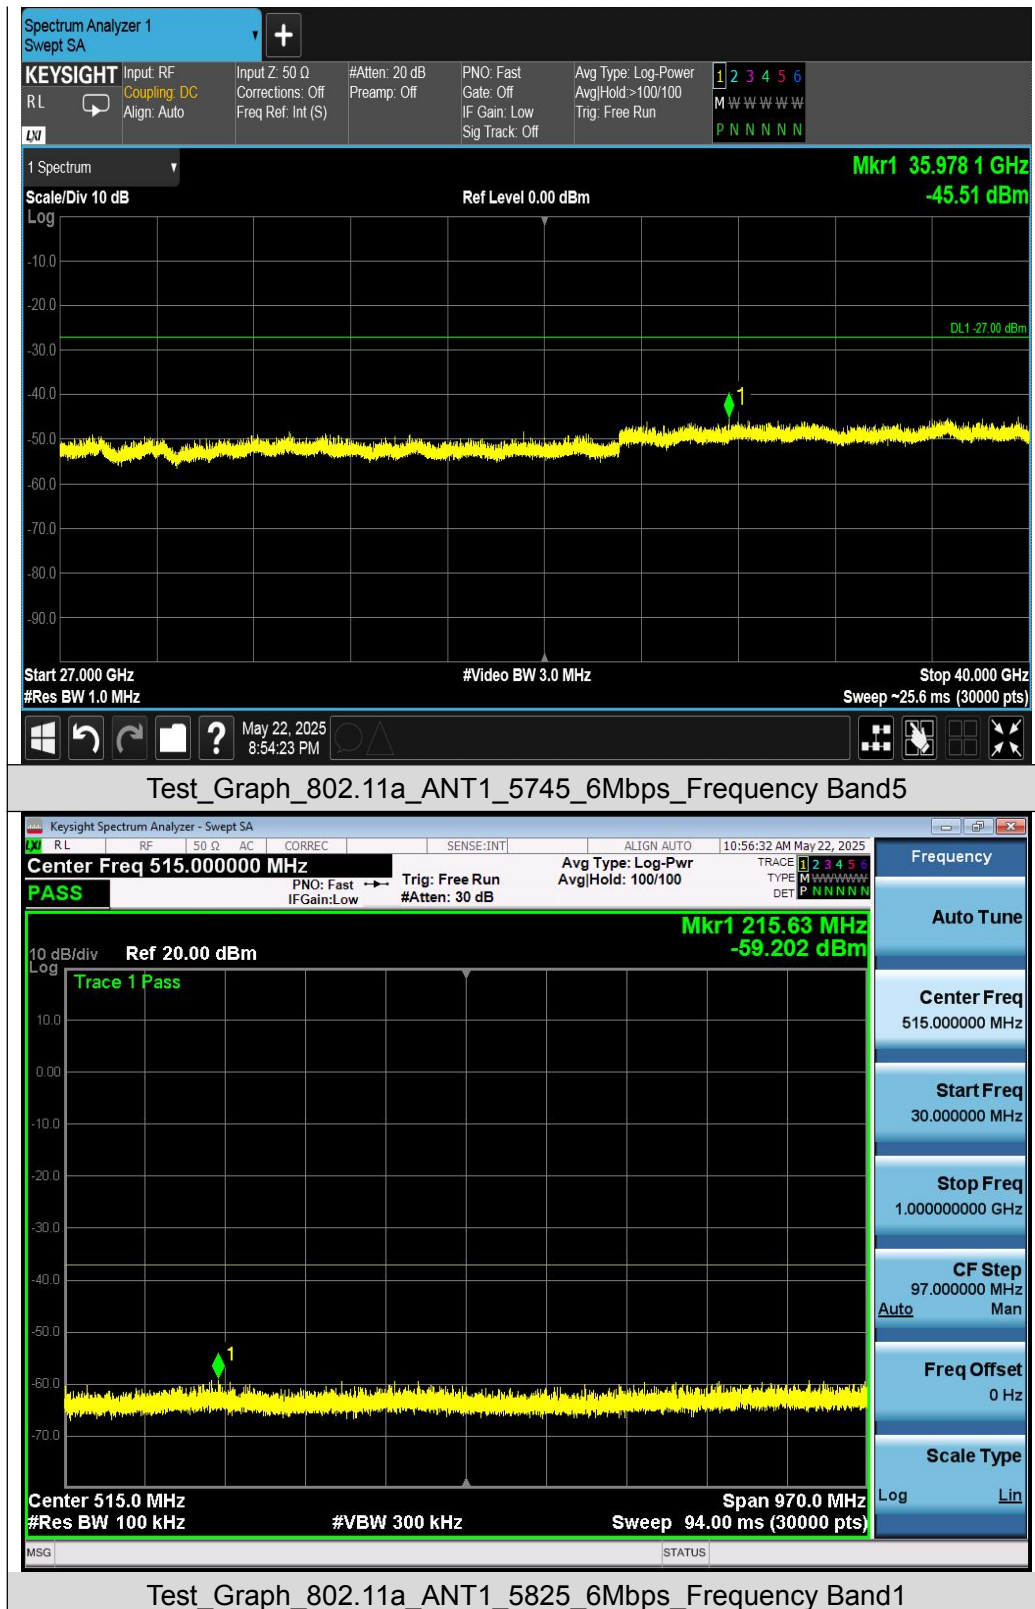 Spectrum Analyzer 1
Swept SA
KEYSIGHT Input: RF Input Z: 50 Ω #Atten: 20 dB PNO: Fast Avg Type: Log-Power 1 2 3 4 5 6
RL Coupling: DC Corrections: Off Preamp: Off Gate: Off Avg|Hold:>100/100 M W W W W W
Align: Auto Freq Ref: Int (S) IF Gain: Low Trig: Free Run
LXI Sig Track: Off P N N N N N
1 Spectrum Mkr1 35.978 1 GHz
Scale/Div 10 dB Ref Level 0.00 dBm -45.51 dBm
Log
-10.0
-20.0
DL1 -27.00 dBm
-30.0
-40.0
1
-50.0
-60.0
-70.0
-80.0
-90.0
Start 27.000 GHz #Video BW 3.0 MHz Stop 40.000 GHz
#Res BW 1.0 MHz Sweep ~25.6 ms (30000 pts)
May 22, 2025
8:54:23 PM
Test_Graph_802.11a_ANT1_5745_6Mbps_Frequency Band5
Keysight Spectrum Analyzer - Swept SA
LXI RL RF 50 Ω AC CORREC SENSE:INT ALIGN AUTO 10:56:32 AM May 22, 2025
Center Freq 515.000000 MHz Avg Type: Log-Pwr TRACE 1 2 3 4 5 6
PASS PNO: Fast Trig: Free Run Avg|Hold: 100/100 TYPE M W W W W W
IFGain:Low #Atten: 30 dB DET P N N N N N
Mkr1 215.63 MHz
10 dB/div Ref 20.00 dBm -59.202 dBm
Log
Trace 1 Pass
10.0
0.00
-10.0
-20.0
-30.0
-40.0
-50.0
1
-60.0
-70.0
Center 515.0 MHz Span 970.0 MHz
#Res BW 100 kHz #VBW 300 kHz Sweep 94.00 ms (30000 pts)
MSG STATUS
Frequency
Auto Tune
Center Freq
515.000000 MHz
Start Freq
30.000000 MHz
Stop Freq
1.000000000 GHz
CF Step
97.000000 MHz
Auto Man
Freq Offset
0 Hz
Scale Type
Log Lin
Test_Graph_802.11a_ANT1_5825_6Mbps_Frequency Band1